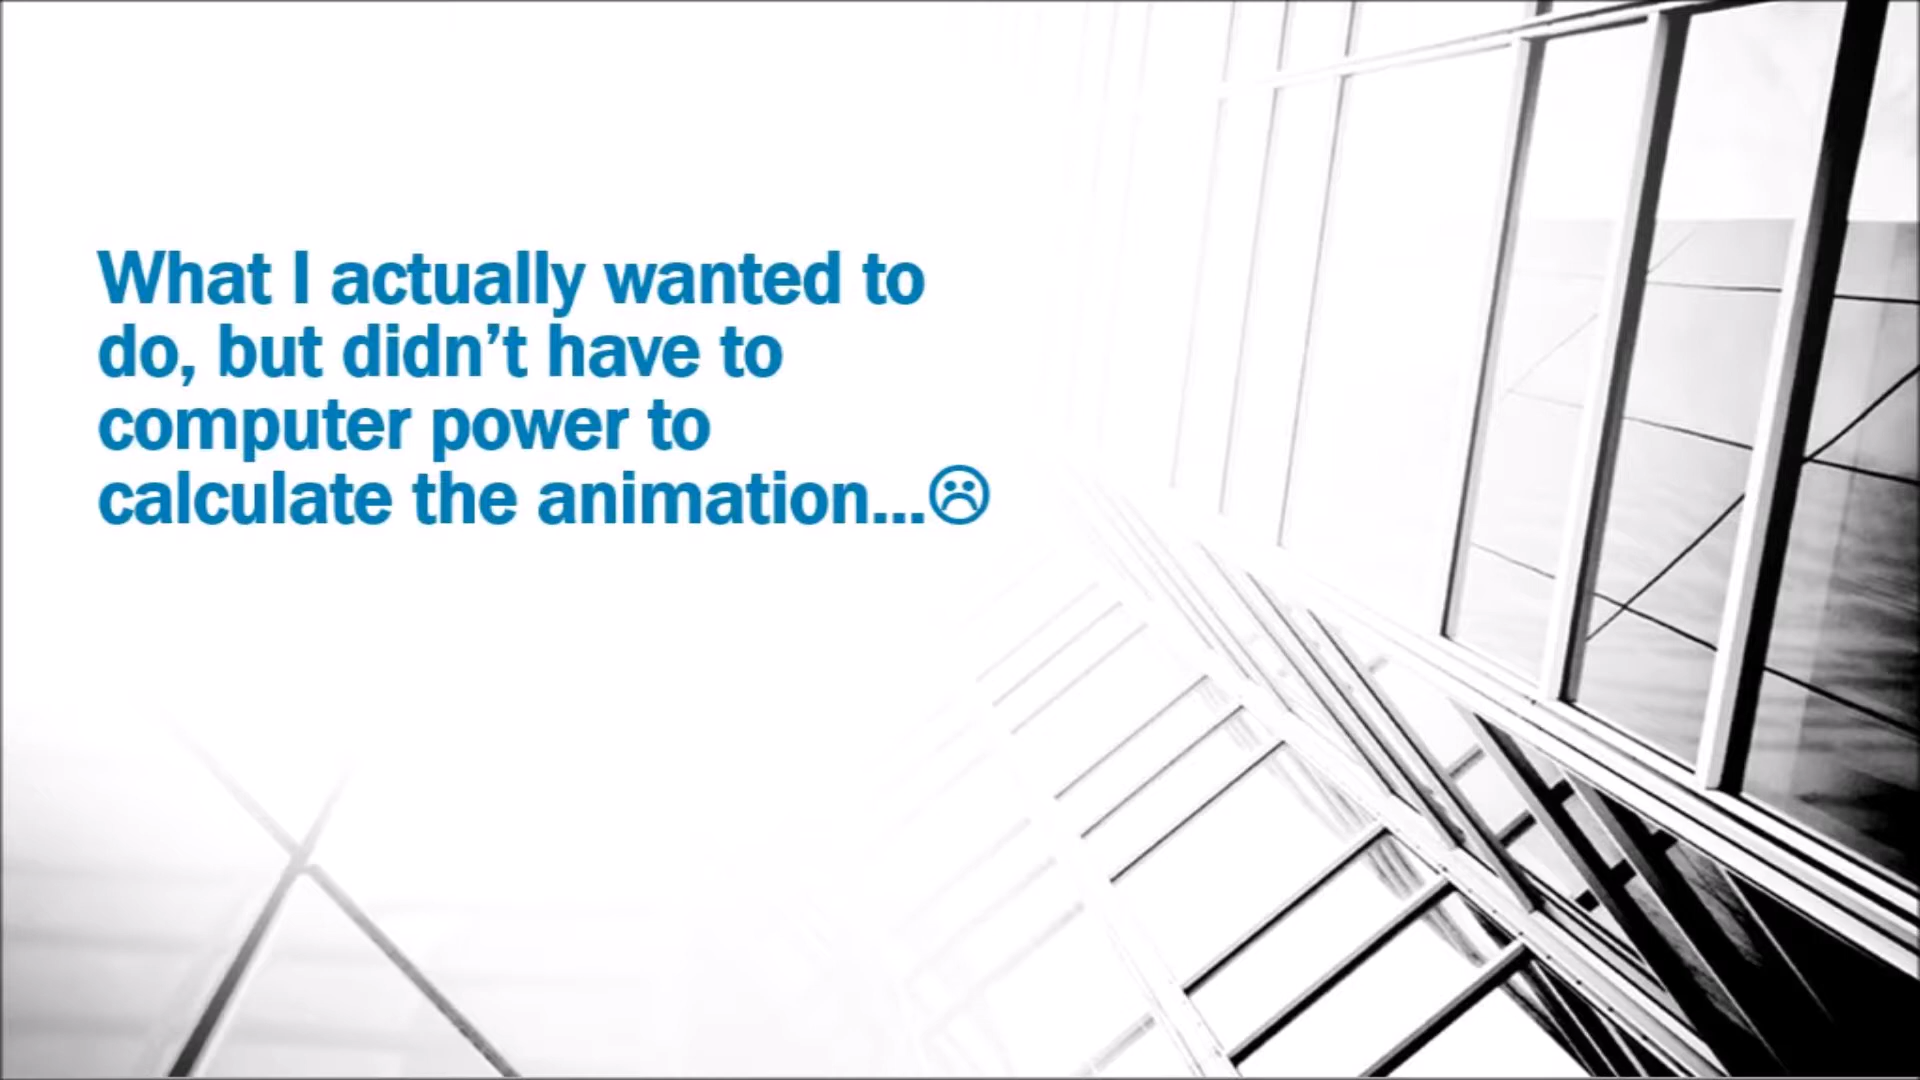 What I actually wanted to
do, but didn’t have to
computer power to
calculate the animation...☹